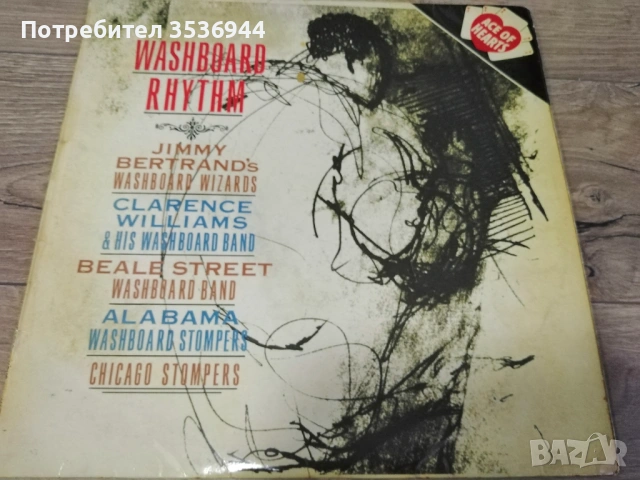 Потребител 3536944
ACE OF
HEARTS
WASHBOARD
RHYTHM
JIMMY
BERTRAND's
WASHBOARD WIZARDS
CLARENCE
WILLIAMS
& HIS WASHBOARD BAND
BEALE STREET
WASHBOARD BAND
ALABAMA
WASHBOARD STOMPERS
CHICAGO STOMPERS
BAZAR